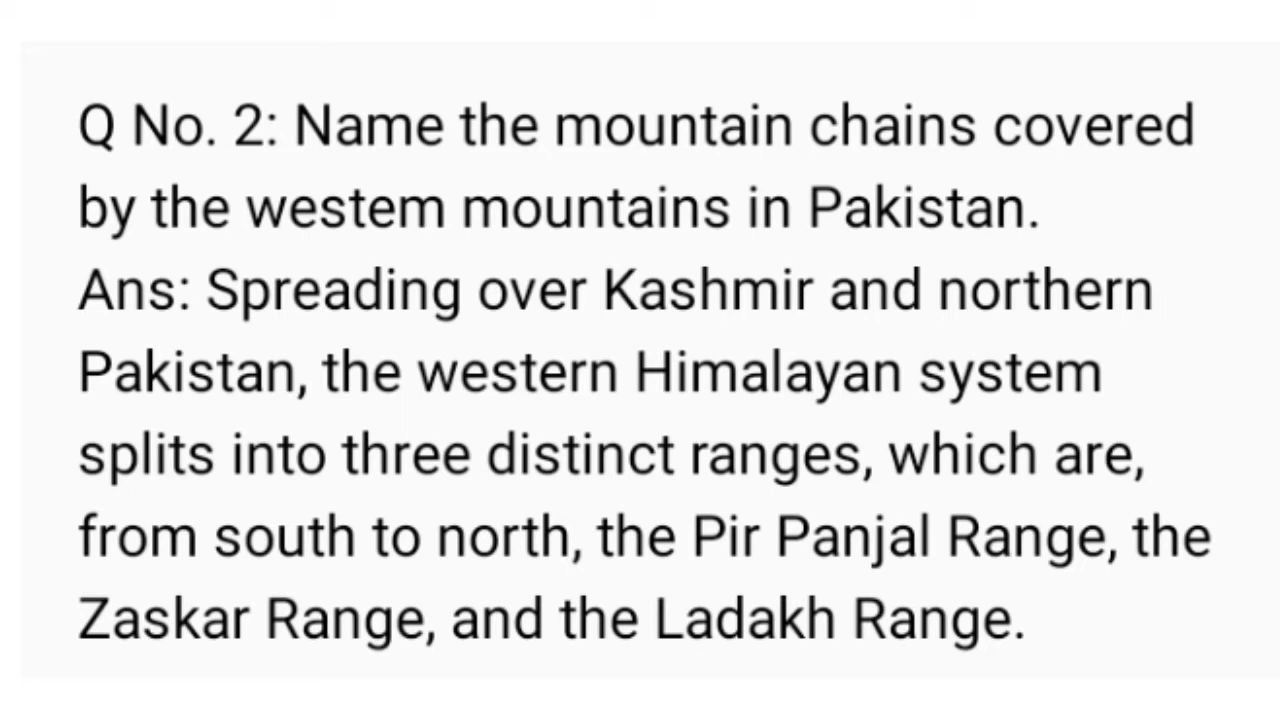 Q No. 2: Name the mountain chains covered
by the westem mountains in Pakistan.
Ans: Spreading over Kashmir and northern
Pakistan, the western Himalayan system
splits into three distinct ranges, which are,
from south to north, the Pir Panjal Range, the
Zaskar Range, and the Ladakh Range.